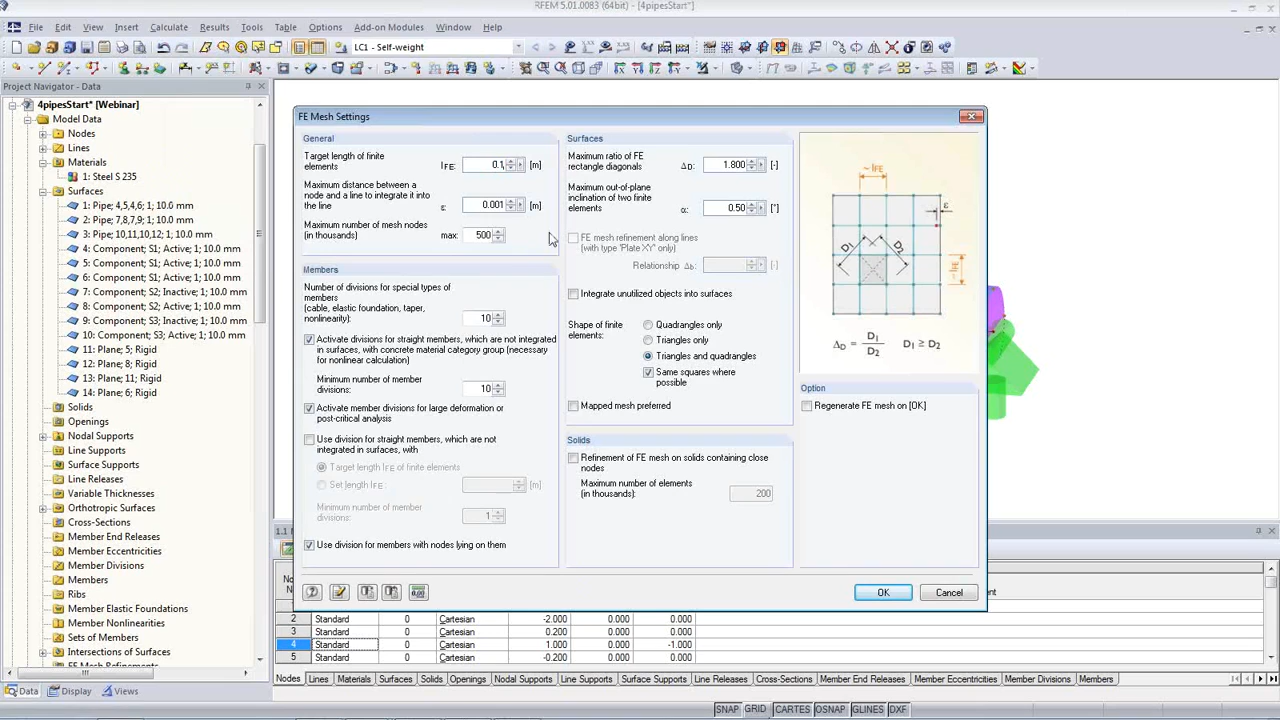 RFEM 5.01.0083 (64bit) - [4pipesStart*]
File Edit View Insert Calculate Results Tools Table Options Add-on Modules Window Help
LC1 - Self-weight
Project Navigator - Data
4pipesStart* [Webinar]
Model Data
Nodes
Lines
Materials
1: Steel S 235
Surfaces
1: Pipe; 4,5,4,6; 1; 10.6 mm
2: Pipe; 7,8,7,9; 1; 10.0 mm
3: Pipe; 10,11,10,12; 1; 10.0 mm
4: Component; S1; Active; 1; 10.0 mm
5: Component; S1; Active; 1; 10.6 mm
6: Component; S1; Inactive; 1; 10.0 mm
7: Component; S2; Inactive; 1; 10.0 mm
8: Component; S2; Active; 1; 10.0 mm
9: Component; S3; Inactive; 1; 10.0 mm
10: Component; S3; Active; 1; 10.0 mm
11: Plane; 5; Rigid
12: Plane; 8; Rigid
13: Plane; 11; Rigid
14: Plane; 6; Rigid
Solids
Openings
Nodal Supports
Line Supports
Surface Supports
Line Releases
Variable Thicknesses
Orthotropic Surfaces
Cross-Sections
Member End Releases
Member Eccentricities
Member Divisions
Members
Ribs
Member Elastic Foundations
Member Nonlinearities
Sets of Members
Intersections of Surfaces
FE Mesh Refinements
Data Display Views
FE Mesh Settings
General
Target length of finite
elements lFE: 0.1 [m]
Maximum distance between a
node and a line to integrate it into
the line ε: 0.001 [m]
Maximum number of mesh nodes
(in thousands) max: 500
Members
Number of divisions for special types of
members
(cable, elastic foundation, taper,
nonlinearity) 10
Activate divisions for straight members, which are not integrated
in surfaces, with concrete material category group (necessary
for nonlinear calculation)
Minimum number of member
divisions: 10
Activate member divisions for large deformation or
post-critical analysis
Use division for straight members, which are not
integrated in surfaces, with
Target length lFE of finite elements
Set length lFE: [m]
Minimum number of member
divisions: 1
Use division for members with nodes lying on them
Surfaces
Maximum ratio of FE
rectangle diagonals ΔD: 1.800 [-]
Maximum out-of-plane
inclination of two finite
elements α: 0.50 [°]
FE mesh refinement along lines
(with type 'Plate XY' only)
Relationship Δb: [-]
Integrate unutilized objects into surfaces
Shape of finite
elements:
Quadrangles only
Triangles only
Triangles and quadrangles
Same squares where
possible
Mapped mesh preferred
Solids
Refinement of FE mesh on solids containing close
nodes
Maximum number of elements
(in thousands): 200
~ lFE
ε
D1 D2
~ lFE
ΔD = D1 / D2 D1 ≥ D2
Option
Regenerate FE mesh on [OK]
OK Cancel
2 Standard 0 Cartesian -2.000 0.000 0.000
3 Standard 0 Cartesian 0.200 0.000 0.000
4 Standard 0 Cartesian 1.000 0.000 -1.000
5 Standard 0 Cartesian -0.200 0.000 0.000
Nodes Lines Materials Surfaces Solids Openings Nodal Supports Line Supports Surface Supports Line Releases Cross-Sections Member End Releases Member Eccentricities Member Divisions Members
SNAP GRID CARTES OSNAP GLINES DXF